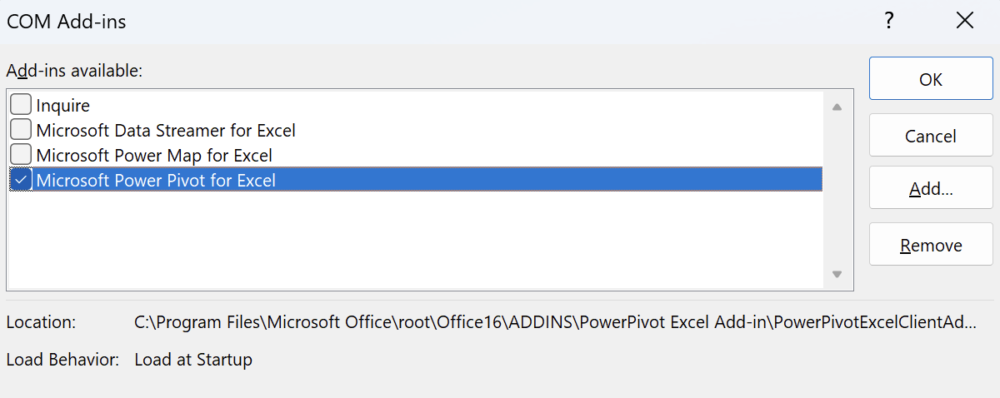 COM Add-ins
?
Add-ins available:
Inquire
Microsoft Data Streamer for Excel
Microsoft Power Map for Excel
Microsoft Power Pivot for Excel
OK
Cancel
Add...
Remove
Location: C:\Program Files\Microsoft Office\root\Office16\ADDINS\PowerPivot Excel Add-in\PowerPivotExcelClientAd...
Load Behavior: Load at Startup